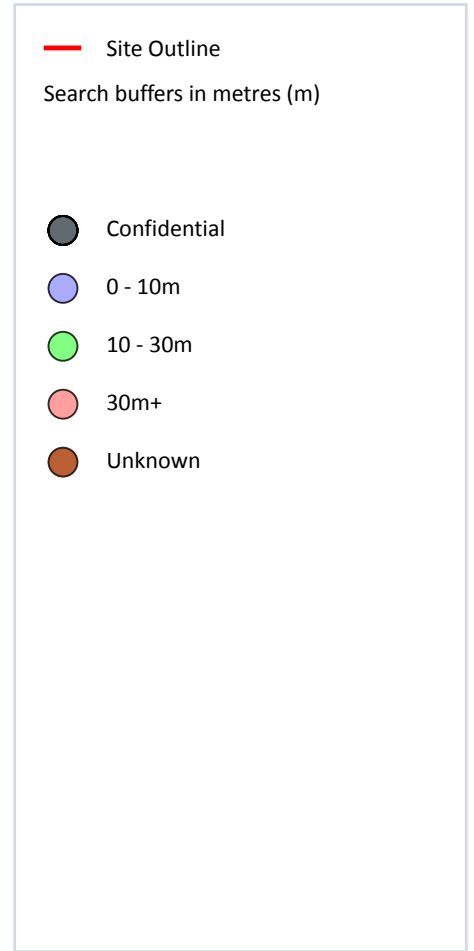 Site Outline
Search buffers in metres (m)
Confidential
0 - 10m
10 - 30m
30m+
Unknown